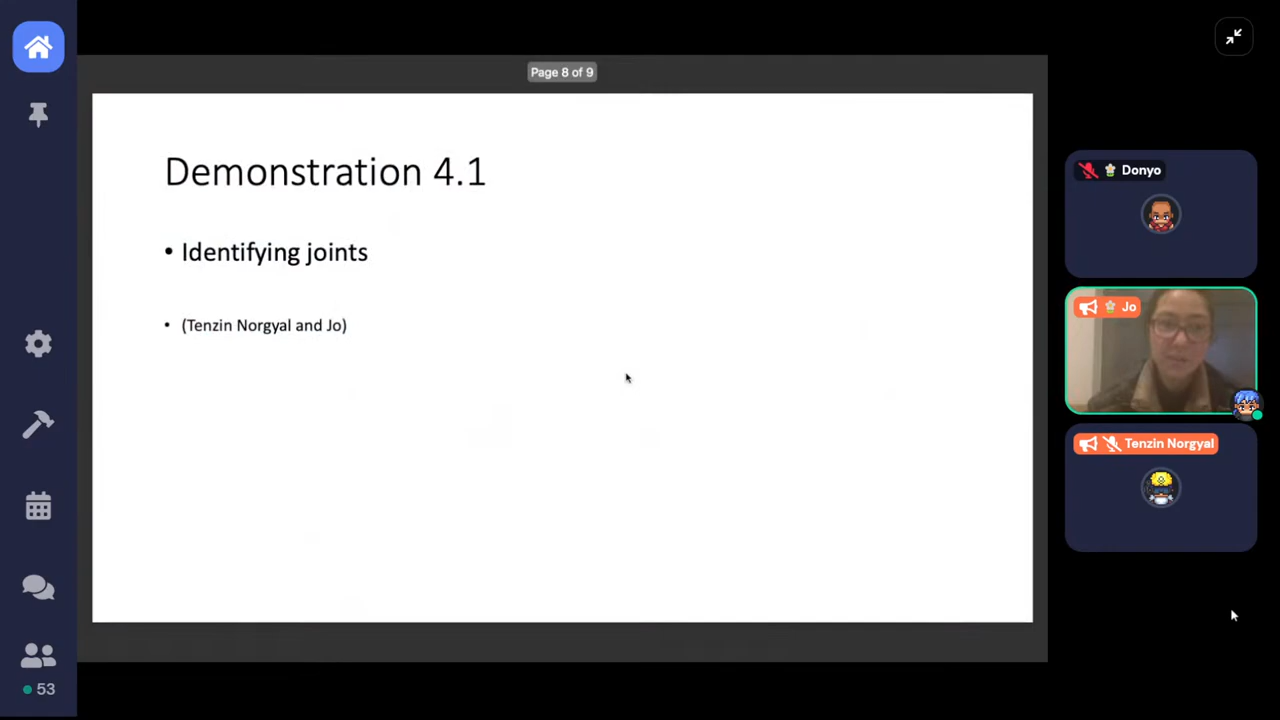 Page 8 of 9
Demonstration 4.1
• Identifying joints
• (Tenzin Norgyal and Jo)
Donyo
Jo
Tenzin Norgyal
53